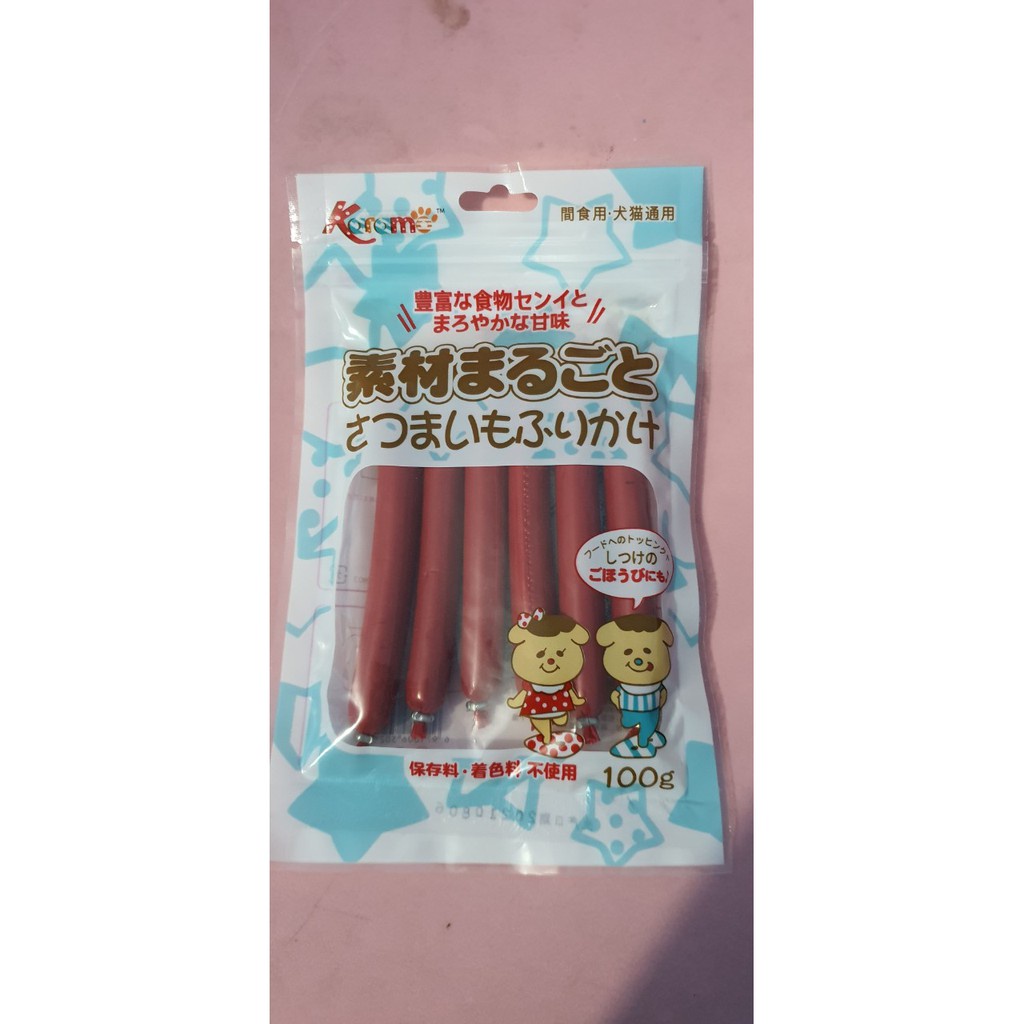 Koromo™
間食用・犬猫通用
豊富な食物センイと
まろやかな甘味
素材まるごと
さつまいもふりかけ
フードへのトッピング、
しつけの
ごほうびにも♪
保存料・着色料 不使用
100g